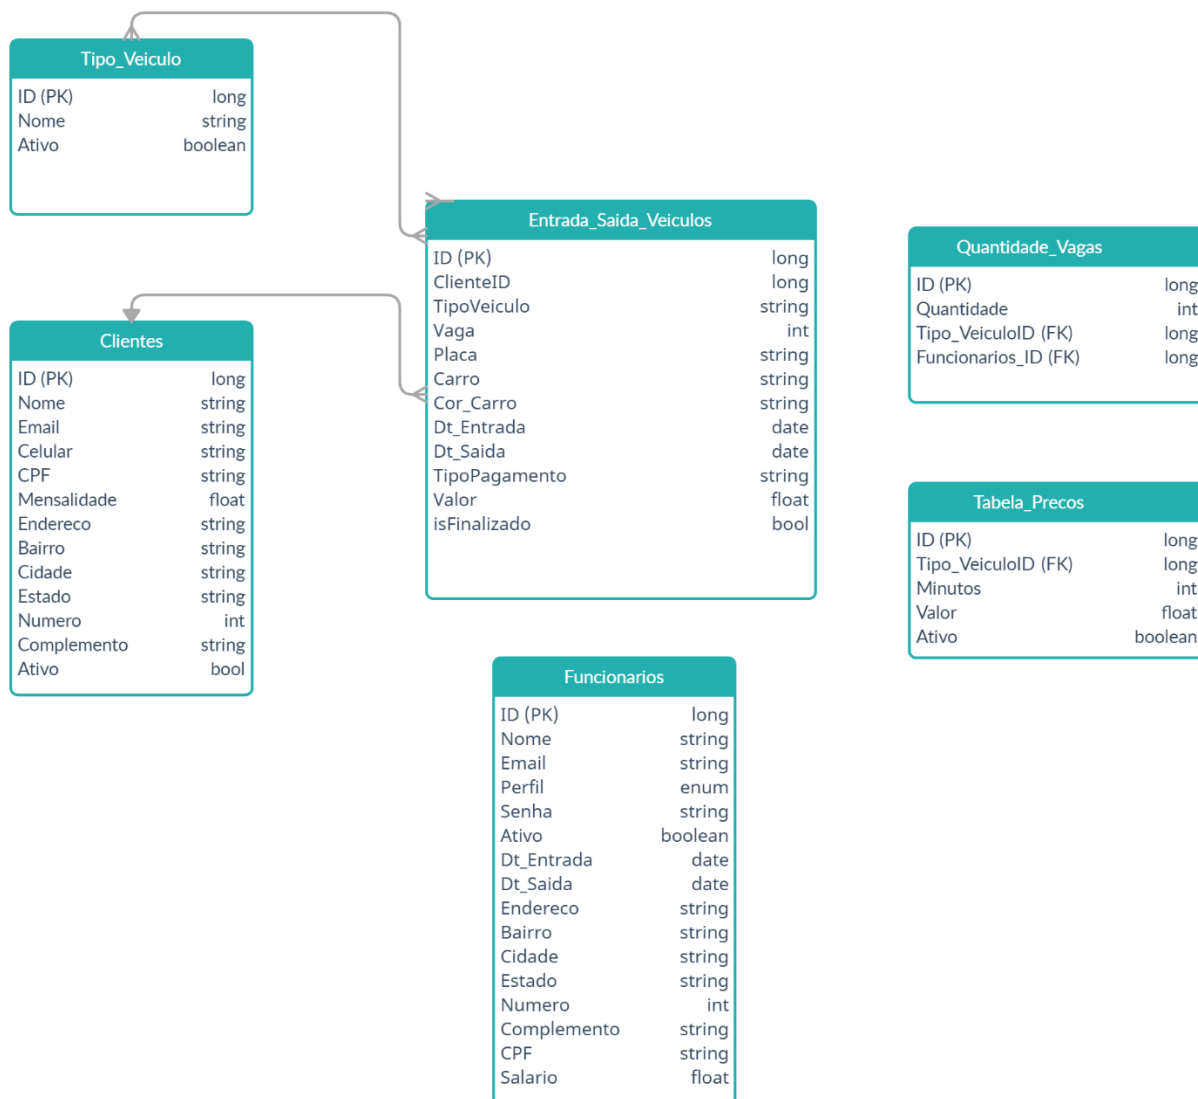 Tipo_Veiculo
ID (PK) long
Nome string
Ativo boolean
Clientes
ID (PK) long
Nome string
Email string
Celular string
CPF string
Mensalidade float
Endereco string
Bairro string
Cidade string
Estado string
Numero int
Complemento string
Ativo bool
Entrada_Saida_Veiculos
ID (PK) long
ClienteID long
TipoVeiculo string
Vaga int
Placa string
Carro string
Cor_Carro string
Dt_Entrada date
Dt_Saida date
TipoPagamento string
Valor float
isFinalizado bool
Funcionarios
ID (PK) long
Nome string
Email string
Perfil enum
Senha string
Ativo boolean
Dt_Entrada date
Dt_Saida date
Endereco string
Bairro string
Cidade string
Estado string
Numero int
Complemento string
CPF string
Salario float
Quantidade_Vagas
ID (PK) long
Quantidade int
Tipo_VeiculoID (FK) long
Funcionarios_ID (FK) long
Tabela_Precos
ID (PK) long
Tipo_VeiculoID (FK) long
Minutos int
Valor float
Ativo boolean